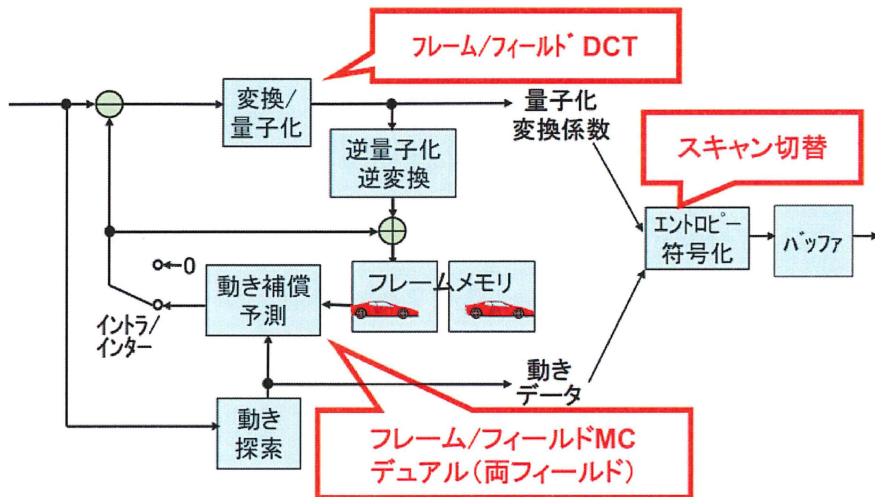 フレーム/フィールド DCT
変換/
量子化
量子化
変換係数
逆量子化
逆変換
スキャン切替
エントロピー
符号化
バッファ
0
動き補償
予測
フレームメモリ
イントラ/
インター
動き
データ
動き
探索
フレーム/フィールドMC
デュアル(両フィールド)